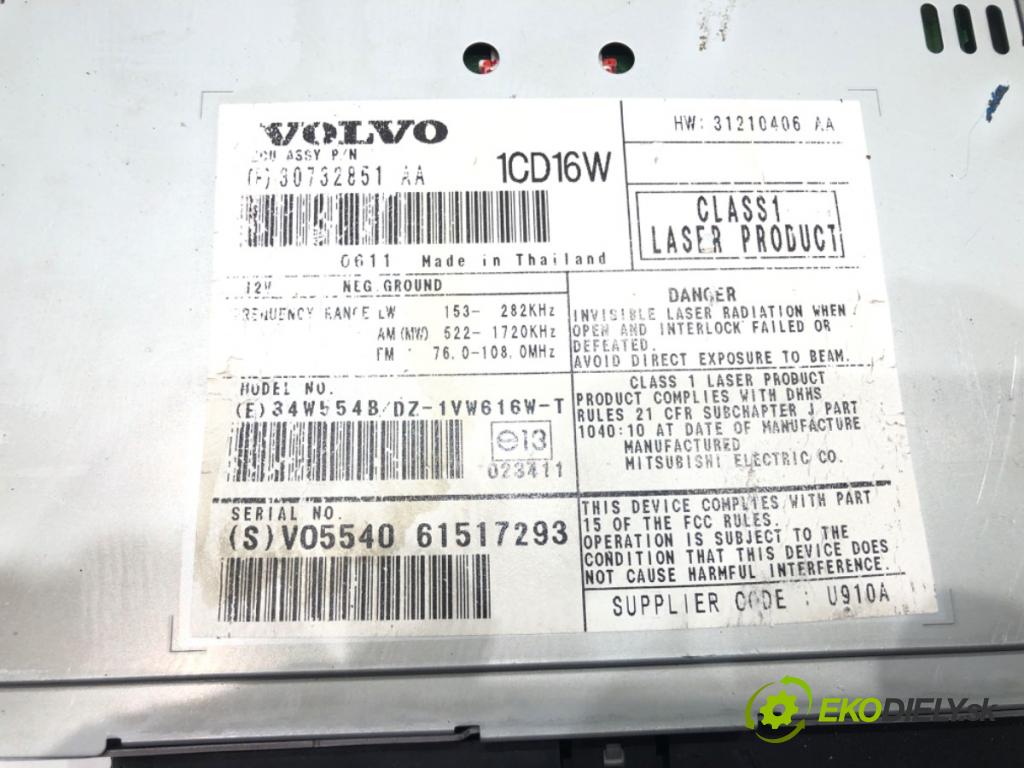 VOLVO
ECU ASSY P/N
(P)30732851 AA
1CD16W
0611 Made in Thailand
HW: 31210406 AA
CLASS1
LASER PRODUCT
12V NEG.GROUND
FREQUENCY RANGE LW 153- 282KHz
AM(MW) 522- 1720KHz
FM 76.0-108.0MHz
DANGER
INVISIBLE LASER RADIATION WHEN
OPEN AND INTERLOCK FAILED OR
DEFEATED.
AVOID DIRECT EXPOSURE TO BEAM.
MODEL NO.
(E)34W554B/DZ-1VW616W-T
e13
023411
CLASS 1 LASER PRODUCT
PRODUCT COMPLIES WITH DHHS
RULES 21 CFR SUBCHAPTER J PART
1040:10 AT DATE OF MANUFACTURE
MANUFACTURED
MITSUBISHI ELECTRIC CO.
SERIAL NO.
(S)VO5540 61517293
THIS DEVICE COMPLIES WITH PART
15 OF THE FCC RULES.
OPERATION IS SUBJECT TO THE
CONDITION THAT THIS DEVICE DOES
NOT CAUSE HARMFUL INTERFERENCE.
SUPPLIER CODE : U910A
EKODIELY.sk